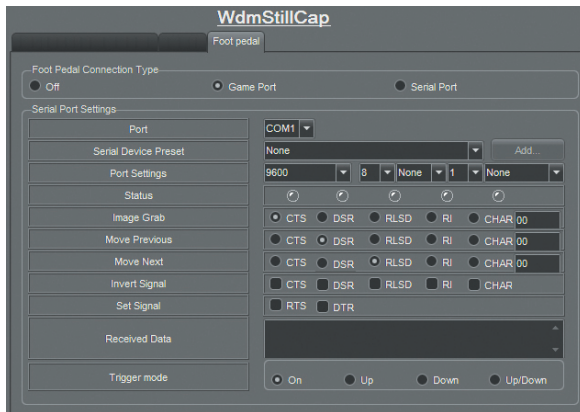 WdmStillCap
Foot pedal
Foot Pedal Connection Type
Off Game Port Serial Port
Serial Port Settings
Port COM1
Serial Device Preset None Add...
Port Settings 9600 8 None 1 None
Status
Image Grab CTS DSR RLSD RI CHAR 00
Move Previous CTS DSR RLSD RI CHAR 00
Move Next CTS DSR RLSD RI CHAR 00
Invert Signal CTS DSR RLSD RI CHAR
Set Signal RTS DTR
Received Data
Trigger mode On Up Down Up/Down